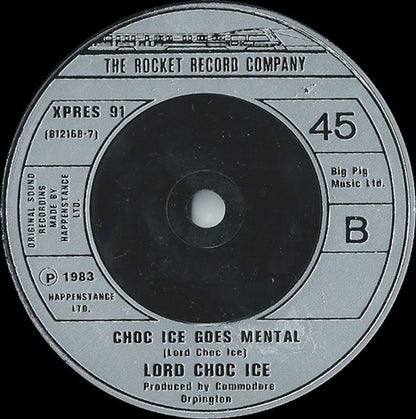 THE ROCKET RECORD COMPANY
XPRES 91
(B12168-7)
45
ORIGINAL SOUND
RECORDING
MADE BY
HAPPENSTANCE
LTD.
Big Pig
Music Ltd.
B
P 1983
HAPPENSTANCE
LTD.
CHOC ICE GOES MENTAL
(Lord Choc Ice)
LORD CHOC ICE
Produced by Commodore
Orpington